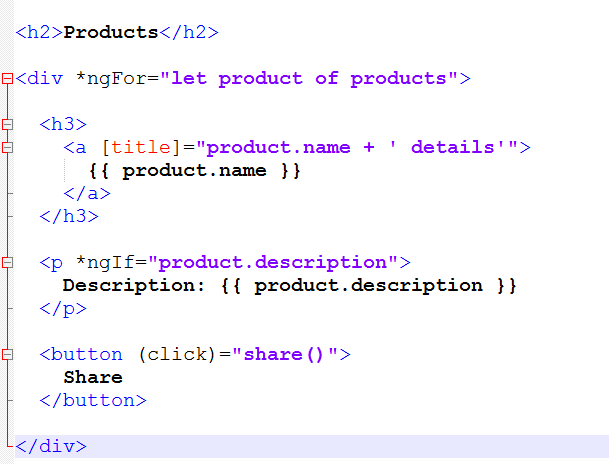 <h2>Products</h2>
<div *ngFor="let product of products">
<h3>
<a [title]="product.name + ' details'">
{{ product.name }}
</a>
</h3>
<p *ngIf="product.description">
Description: {{ product.description }}
</p>
<button (click)="share()">
Share
</button>
</div>